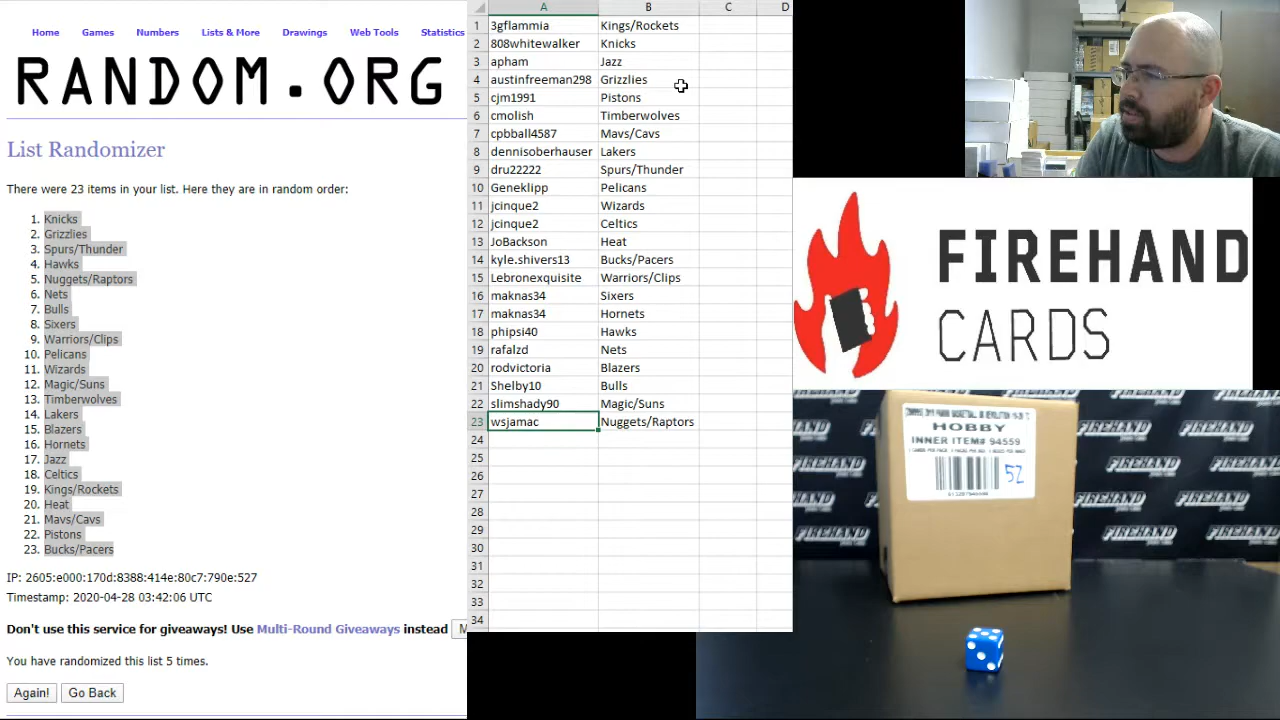 Home Games Numbers Lists & More Drawings Web Tools Statistics
RANDOM.ORG
List Randomizer
There were 23 items in your list. Here they are in random order:
1. Knicks
2. Grizzlies
3. Spurs/Thunder
4. Hawks
5. Nuggets/Raptors
6. Nets
7. Bulls
8. Sixers
9. Warriors/Clips
10. Pelicans
11. Wizards
12. Magic/Suns
13. Timberwolves
14. Lakers
15. Blazers
16. Hornets
17. Jazz
18. Celtics
19. Kings/Rockets
20. Heat
21. Mavs/Cavs
22. Pistons
23. Bucks/Pacers
IP: 2605:e000:170d:8388:414e:80c7:790e:527
Timestamp: 2020-04-28 03:42:06 UTC
Don't use this service for giveaways! Use Multi-Round Giveaways instead
You have randomized this list 5 times.
Again! Go Back
A B C D
1 3gflammia Kings/Rockets
2 808whitewalker Knicks
3 apham Jazz
4 austinfreeman298 Grizzlies
5 cjm1991 Pistons
6 cmolish Timberwolves
7 cpbball4587 Mavs/Cavs
8 dennisoberhauser Lakers
9 dru22222 Spurs/Thunder
10 Geneklipp Pelicans
11 jcinque2 Wizards
12 jcinque2 Celtics
13 JoBackson Heat
14 kyle.shivers13 Bucks/Pacers
15 Lebronexquisite Warriors/Clips
16 maknas34 Sixers
17 maknas34 Hornets
18 phipsi40 Hawks
19 rafalzd Nets
20 rodvictoria Blazers
21 Shelby10 Bulls
22 slimshady90 Magic/Suns
23 wsjamac Nuggets/Raptors
24
25
26
27
28
29
30
31
32
33
34
FIREHAND
CARDS
HOBBY
INNER ITEM# 94559
52
FIREHAND
FIREHAND
FIREHAND
FIREHAND